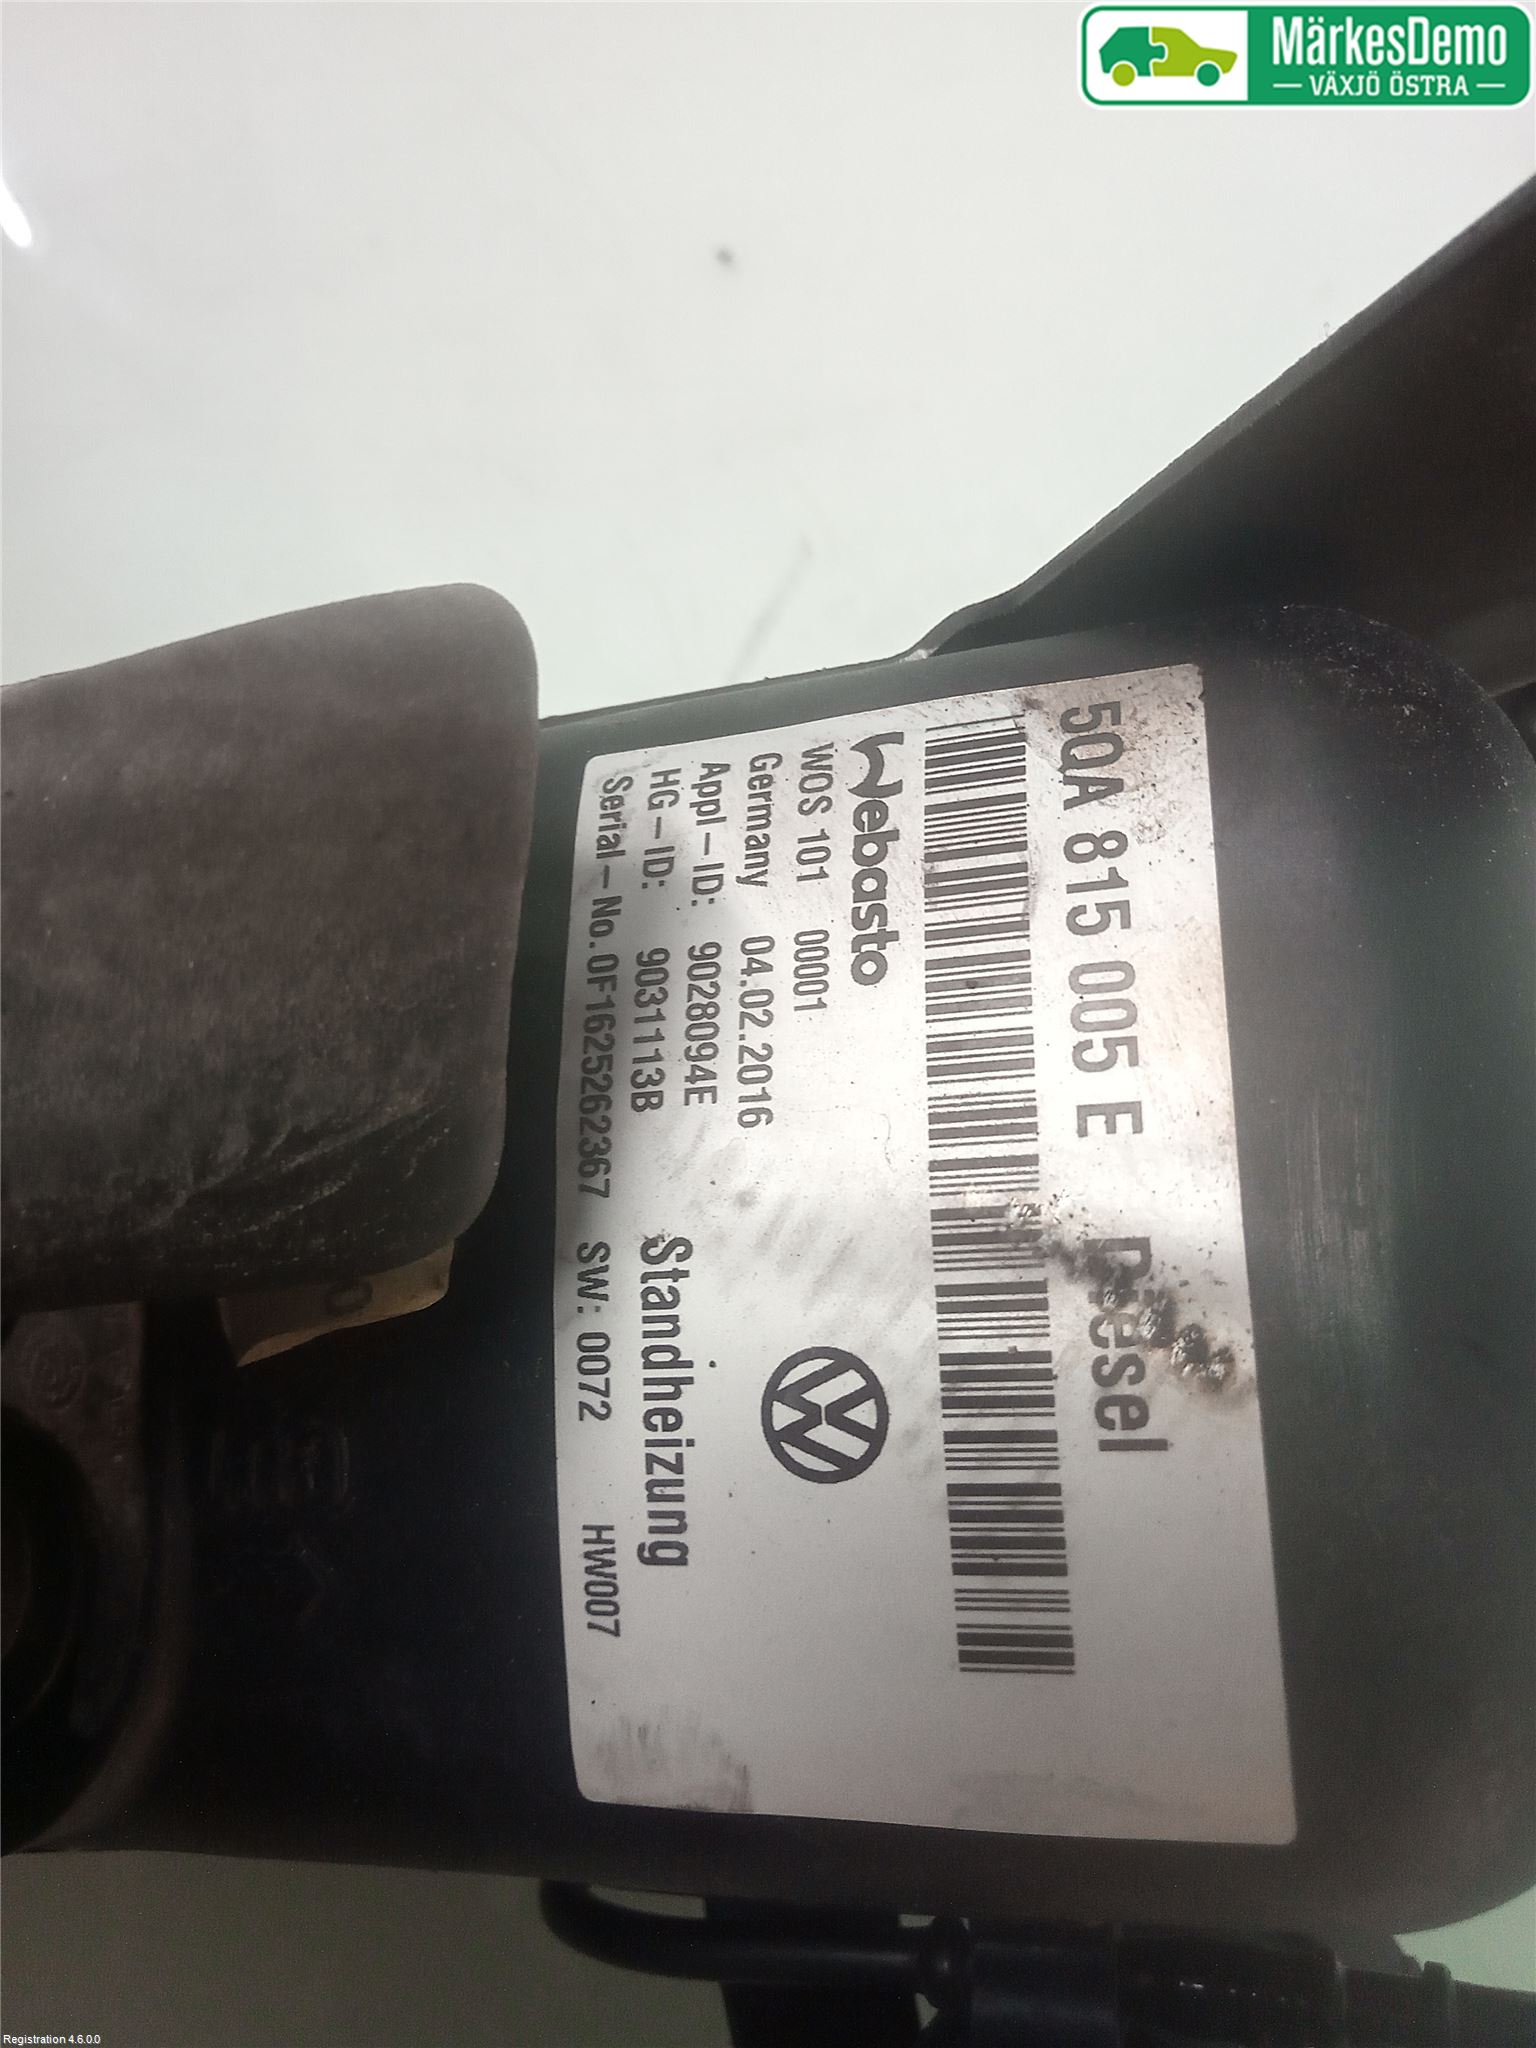 MärkesDemo
VÄXJÖ ÖSTRA
5QA 815 005 E Diesel
Webasto
WOS 101 00001
Germany 04.02.2016
Appl-ID: 9028094E
HG-ID: 9031113B Standheizung
Serial-No.0F1625262367 SW: 0072 HW007
Registration 4.6.0.0